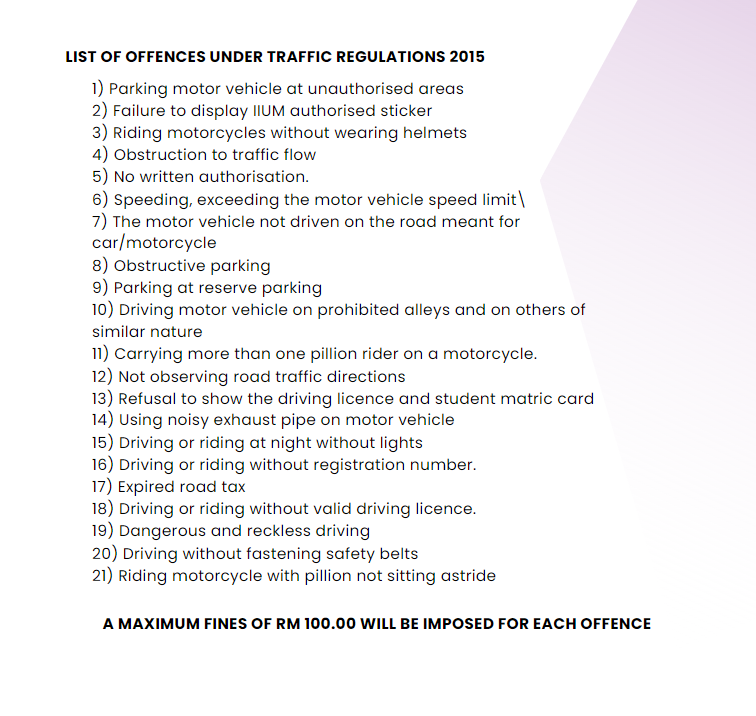 LIST OF OFFENCES UNDER TRAFFIC REGULATIONS 2015
1) Parking motor vehicle at unauthorised areas
2) Failure to display IIUM authorised sticker
3) Riding motorcycles without wearing helmets
4) Obstruction to traffic flow
5) No written authorisation.
6) Speeding, exceeding the motor vehicle speed limit\
7) The motor vehicle not driven on the road meant for
car/motorcycle
8) Obstructive parking
9) Parking at reserve parking
10) Driving motor vehicle on prohibited alleys and on others of
similar nature
11) Carrying more than one pillion rider on a motorcycle.
12) Not observing road traffic directions
13) Refusal to show the driving licence and student matric card
14) Using noisy exhaust pipe on motor vehicle
15) Driving or riding at night without lights
16) Driving or riding without registration number.
17) Expired road tax
18) Driving or riding without valid driving licence.
19) Dangerous and reckless driving
20) Driving without fastening safety belts
21) Riding motorcycle with pillion not sitting astride
A MAXIMUM FINES OF RM 100.00 WILL BE IMPOSED FOR EACH OFFENCE